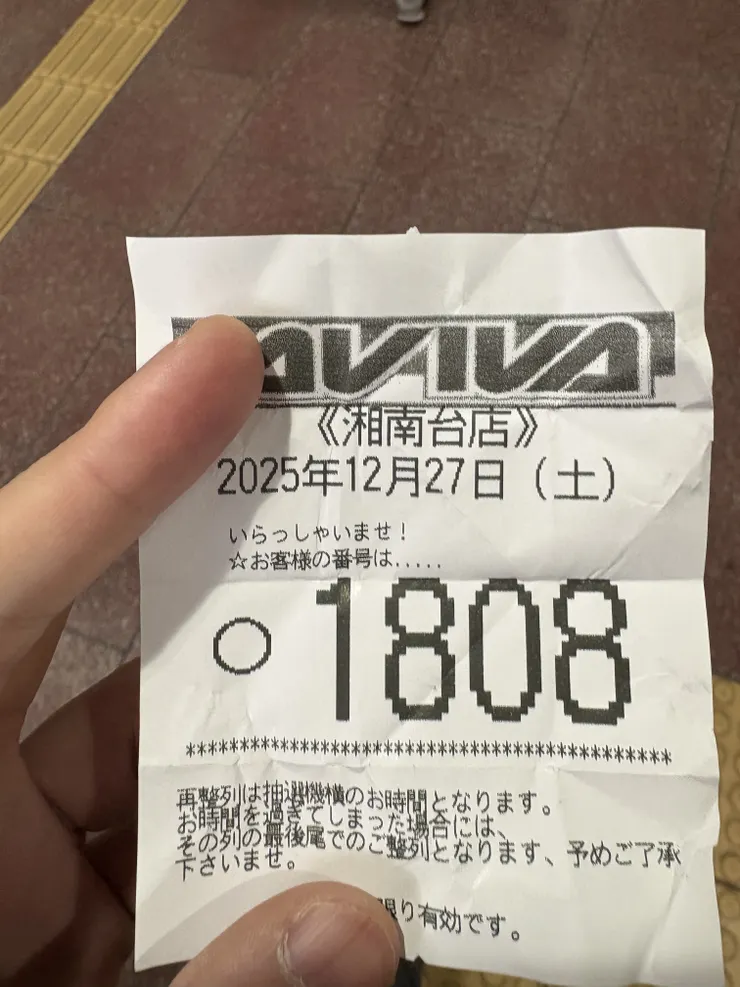 AVIVA
《湘南台店》
2025年12月27日（土）
いらっしゃいませ！
☆お客様の番号は.....
○ 1808
********************************************
再整列は抽選機横のお時間となります。
お時間を過ぎてしまった場合には、
その列の最後尾でのご整列となります、予めご了承
下さいませ。
限り有効です。